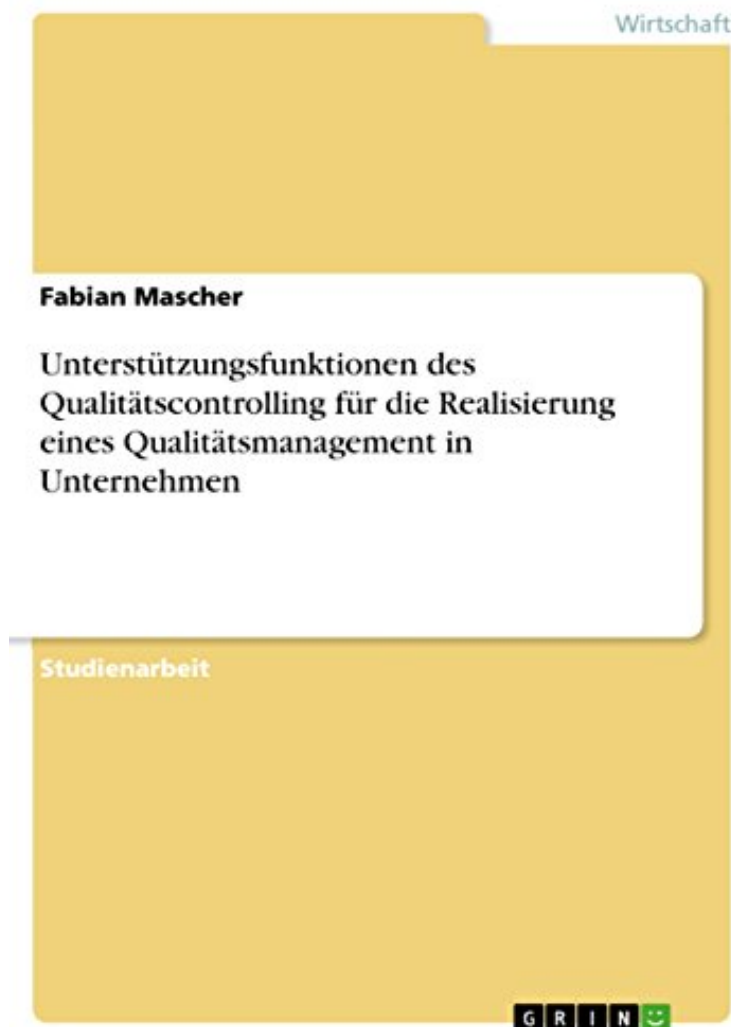 Wirtschaft
Fabian Mascher
Unterstützungsfunktionen des
Qualitätscontrolling für die Realisierung
eines Qualitätsmanagement in
Unternehmen
Studienarbeit
GRIN